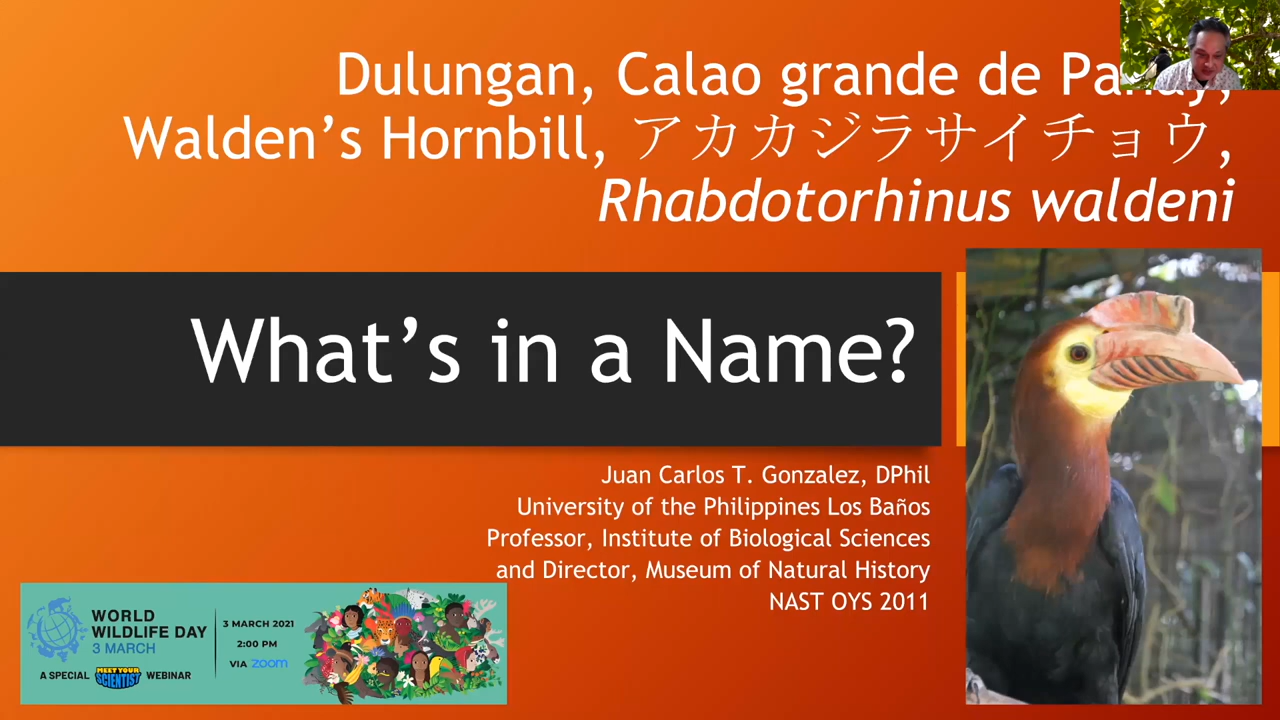 Dulungan, Calao grande de
Walden's Hornbill, アカカジラサイチョウ,
Rhabdotorhinus waldeni
What's in a Name?
Juan Carlos T. Gonzalez, DPhil
University of the Philippines Los Baños
Professor, Institute of Biological Sciences
and Director, Museum of Natural History
NAST OYS 2011
WORLD
WILDLIFE DAY
3 MARCH
A SPECIAL MEET YOUR SCIENTIST WEBINAR
3 MARCH 2021
2:00 PM
VIA zoom